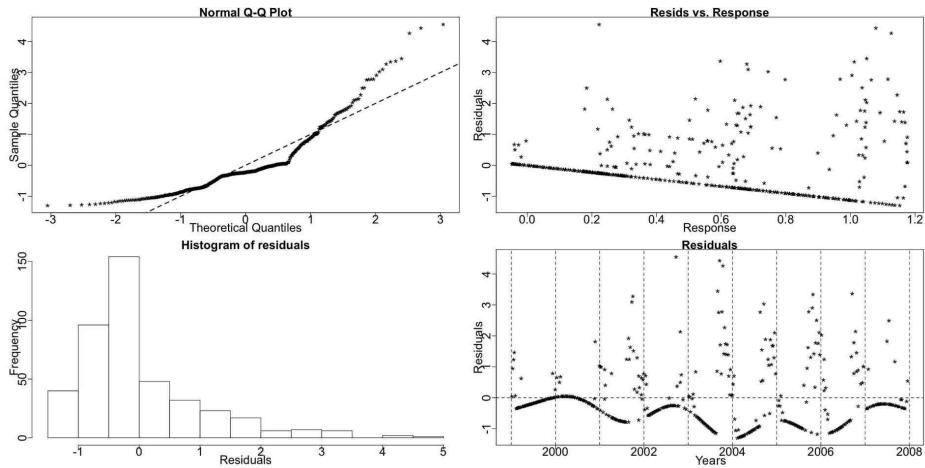 Normal Q-Q Plot
Sample Quantiles
4
3
2
1
0
-1
-3 -2 -1 0 1 2 3
Theoretical Quantiles
Resids vs. Response
Residuals
4
3
2
1
0
-1
0.0 0.2 0.4 0.6 0.8 1.0 1.2
Response
Histogram of residuals
Frequency
150
100
50
0
-1 0 1 2 3 4 5
Residuals
Residuals
Residuals
4
3
2
1
0
-1
2000 2002 2004 2006 2008
Years